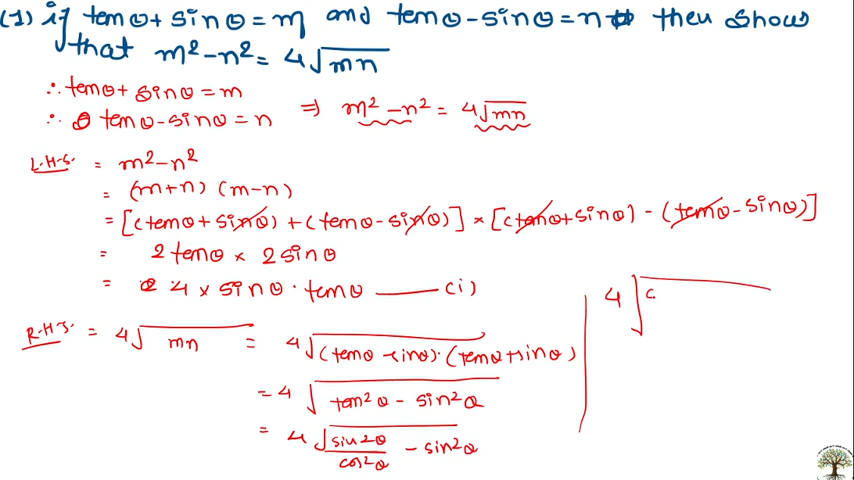 (1) if tanθ + sinθ = m and tanθ - sinθ = n then show
that m² - n² = 4√mn
∴ tanθ + sinθ = m
∴ tanθ - sinθ = n ⇒ m² - n² = 4√mn
L.H.S. = m² - n²
= (m+n) (m-n)
= [(tanθ + sinθ) + (tanθ - sinθ)] × [(tanθ + sinθ) - (tanθ - sinθ)]
= 2 tanθ × 2 sinθ
= 4 × sinθ · tanθ —— (i)
R.H.S. = 4√mn = 4√(tanθ - sinθ) · (tanθ + sinθ)
= 4√tan²θ - sin²θ
= 4√sin²θ/cos²θ - sin²θ
4√c